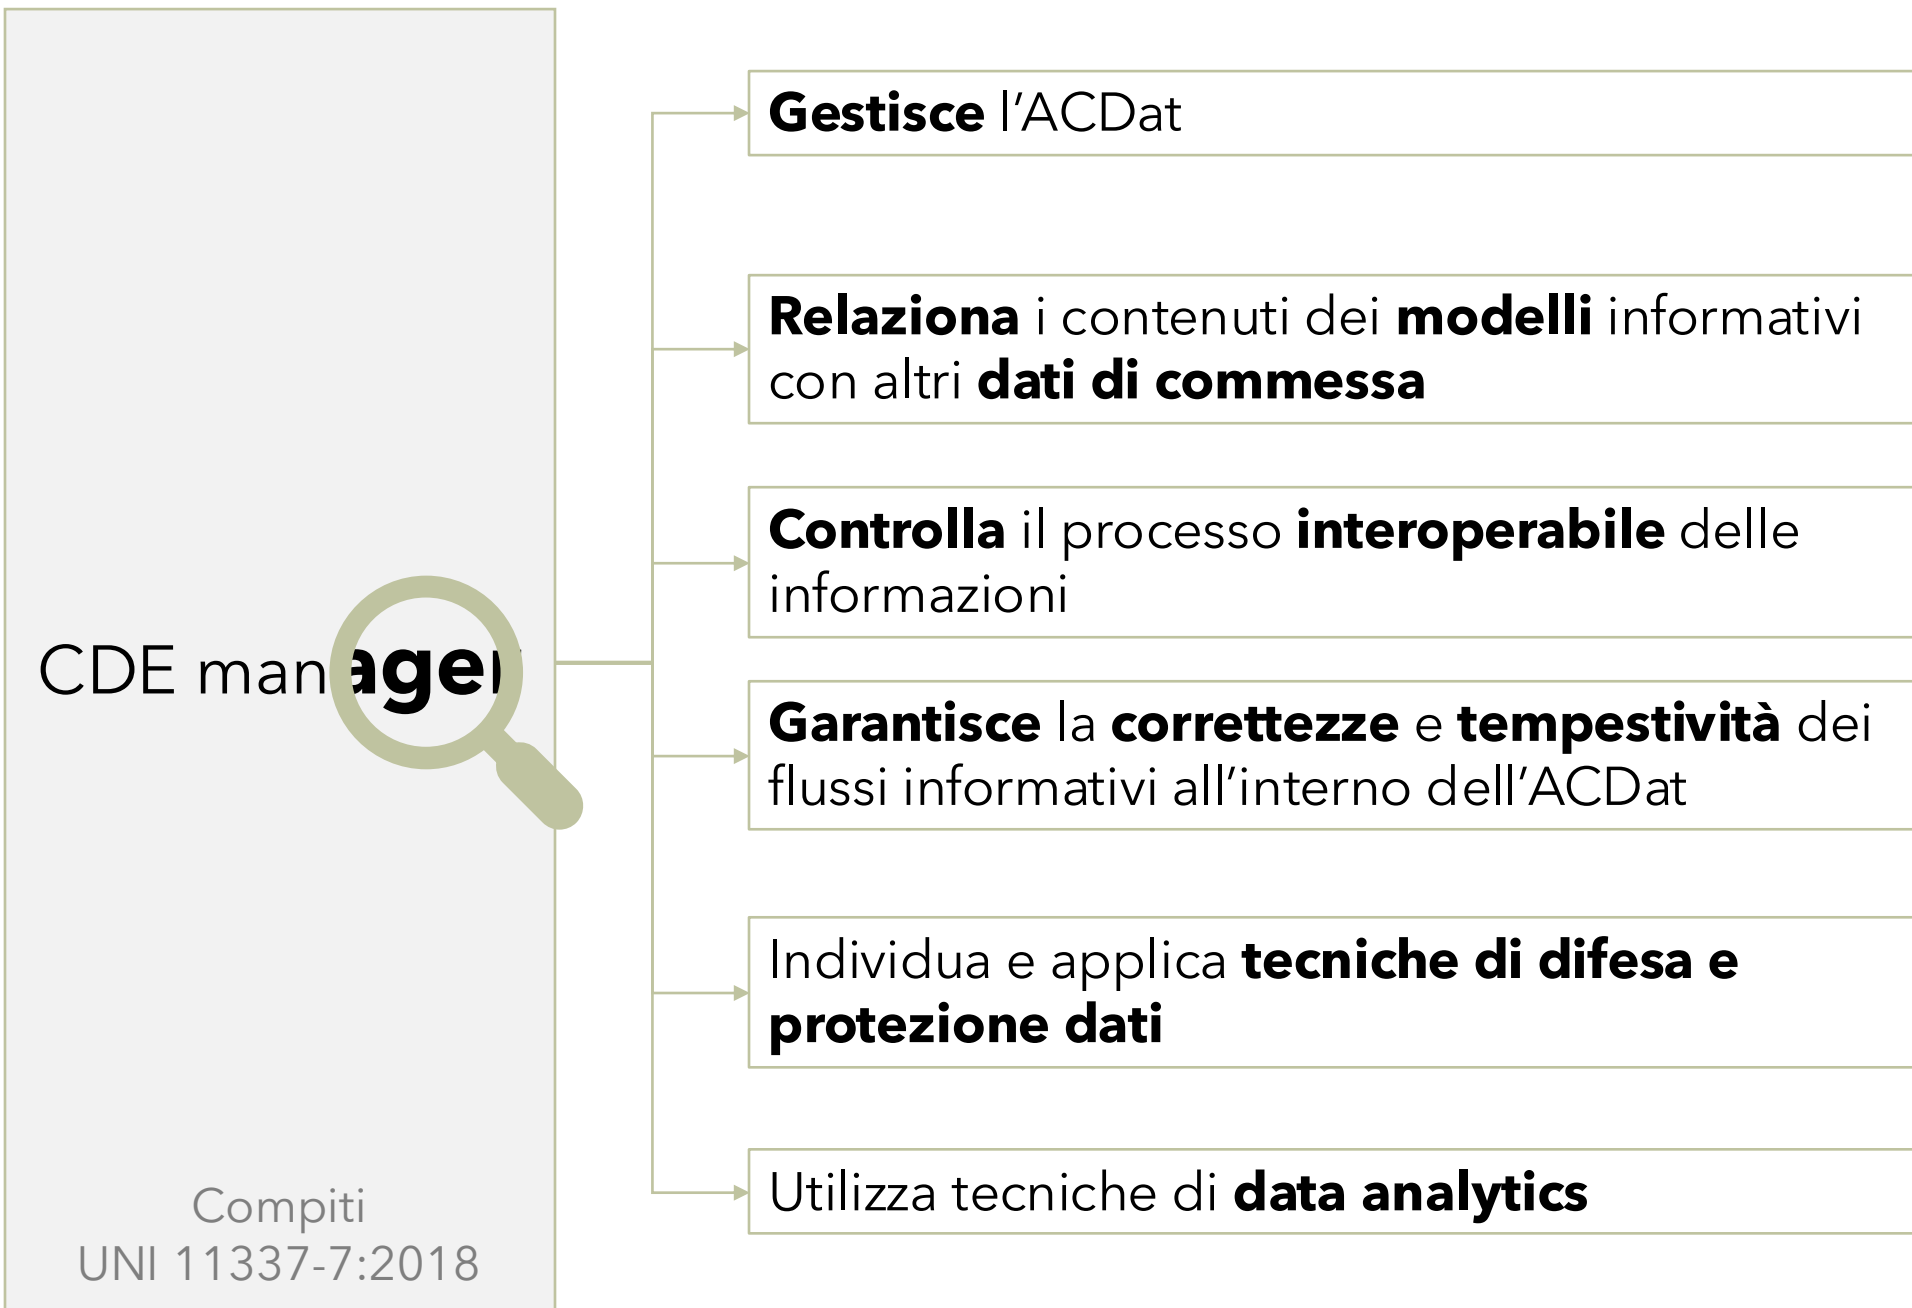 CDE manager
Compiti
UNI 11337-7:2018
Gestisce l’ACDat
Relaziona i contenuti dei modelli informativi
con altri dati di commessa
Controlla il processo interoperabile delle
informazioni
Garantisce la correttezze e tempestività dei
flussi informativi all’interno dell’ACDat
Individua e applica tecniche di difesa e
protezione dati
Utilizza tecniche di data analytics